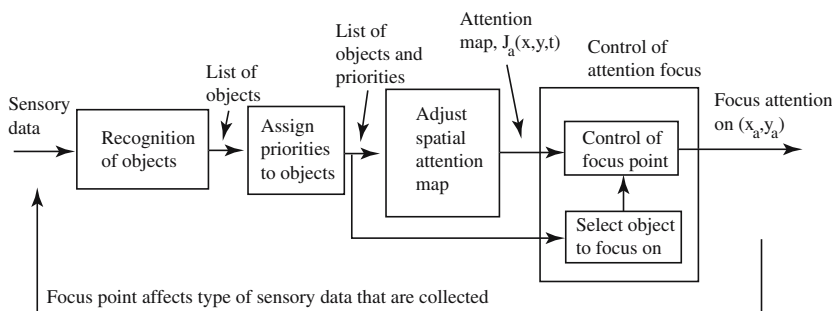 Sensory
data
Recognition
of objects
List of
objects
Assign
priorities
to objects
List of
objects and
priorities
Adjust
spatial
attention
map
Attention
map, J_a(x,y,t)
Control of
attention focus
Control of
focus point
Select object
to focus on
Focus attention
on (x_a,y_a)
Focus point affects type of sensory data that are collected